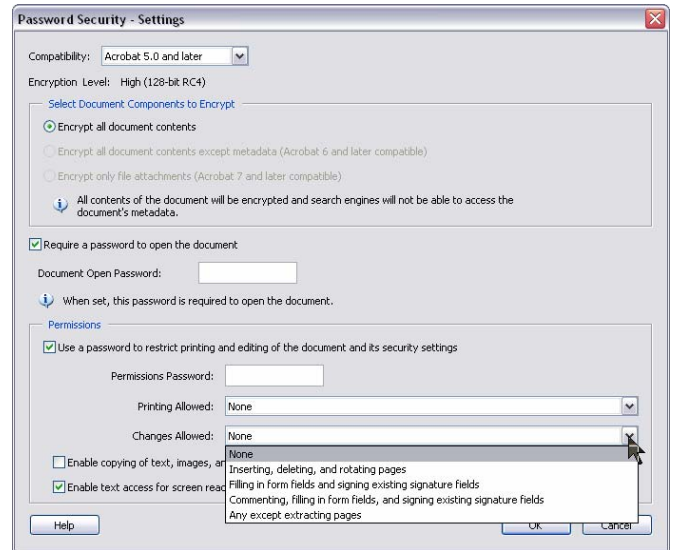 Password Security - Settings
Compatibility: Acrobat 5.0 and later
Encryption Level: High (128-bit RC4)
Select Document Components to Encrypt
Encrypt all document contents
Encrypt all document contents except metadata (Acrobat 6 and later compatible)
Encrypt only file attachments (Acrobat 7 and later compatible)
All contents of the document will be encrypted and search engines will not be able to access the
document's metadata.
Require a password to open the document
Document Open Password:
When set, this password is required to open the document.
Permissions
Use a password to restrict printing and editing of the document and its security settings
Permissions Password:
Printing Allowed: None
Changes Allowed: None
None
Enable copying of text, images, an
Inserting, deleting, and rotating pages
Filling in form fields and signing existing signature fields
Enable text access for screen read
Commenting, filling in form fields, and signing existing signature fields
Any except extracting pages
Help OK Cancel